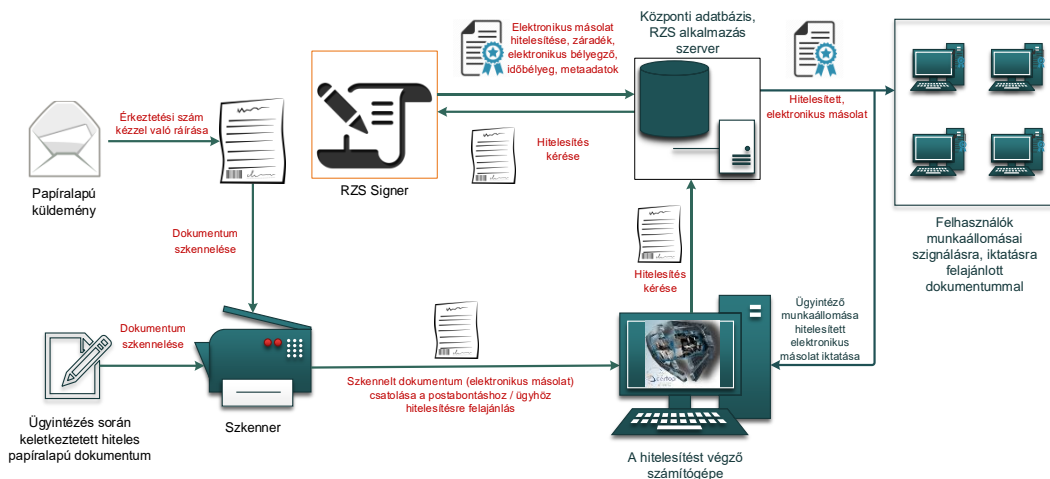 Elektronikus másolat
hitelesítése, záradék,
elektronikus bélyegző,
időbélyeg, metaadatok
Központi adatbázis,
RZS alkalmazás
szerver
Érkeztetési szám
kézzel való ráírása
Hitelesítés
kérése
Hitelesített,
elektronikus másolat
Papíralapú
küldemény
RZS Signer
Felhasználók
munkaállomásai
szignálásra, iktatásra
felajánlott
dokumentummal
Dokumentum
szkennelése
Hitelesítés
kérése
Ügyintéző
munkaállomása
hitelesített
elektronikus
másolat iktatása
Dokumentum
szkennelése
Szkennelt dokumentum (elektronikus másolat)
csatolása a postabontáshoz / ügyhöz
hitelesítésre felajánlás
Ügyintézés során
keletkeztetett hiteles
papíralapú dokumentum
Szkenner
A hitelesítést végző
számítógépe